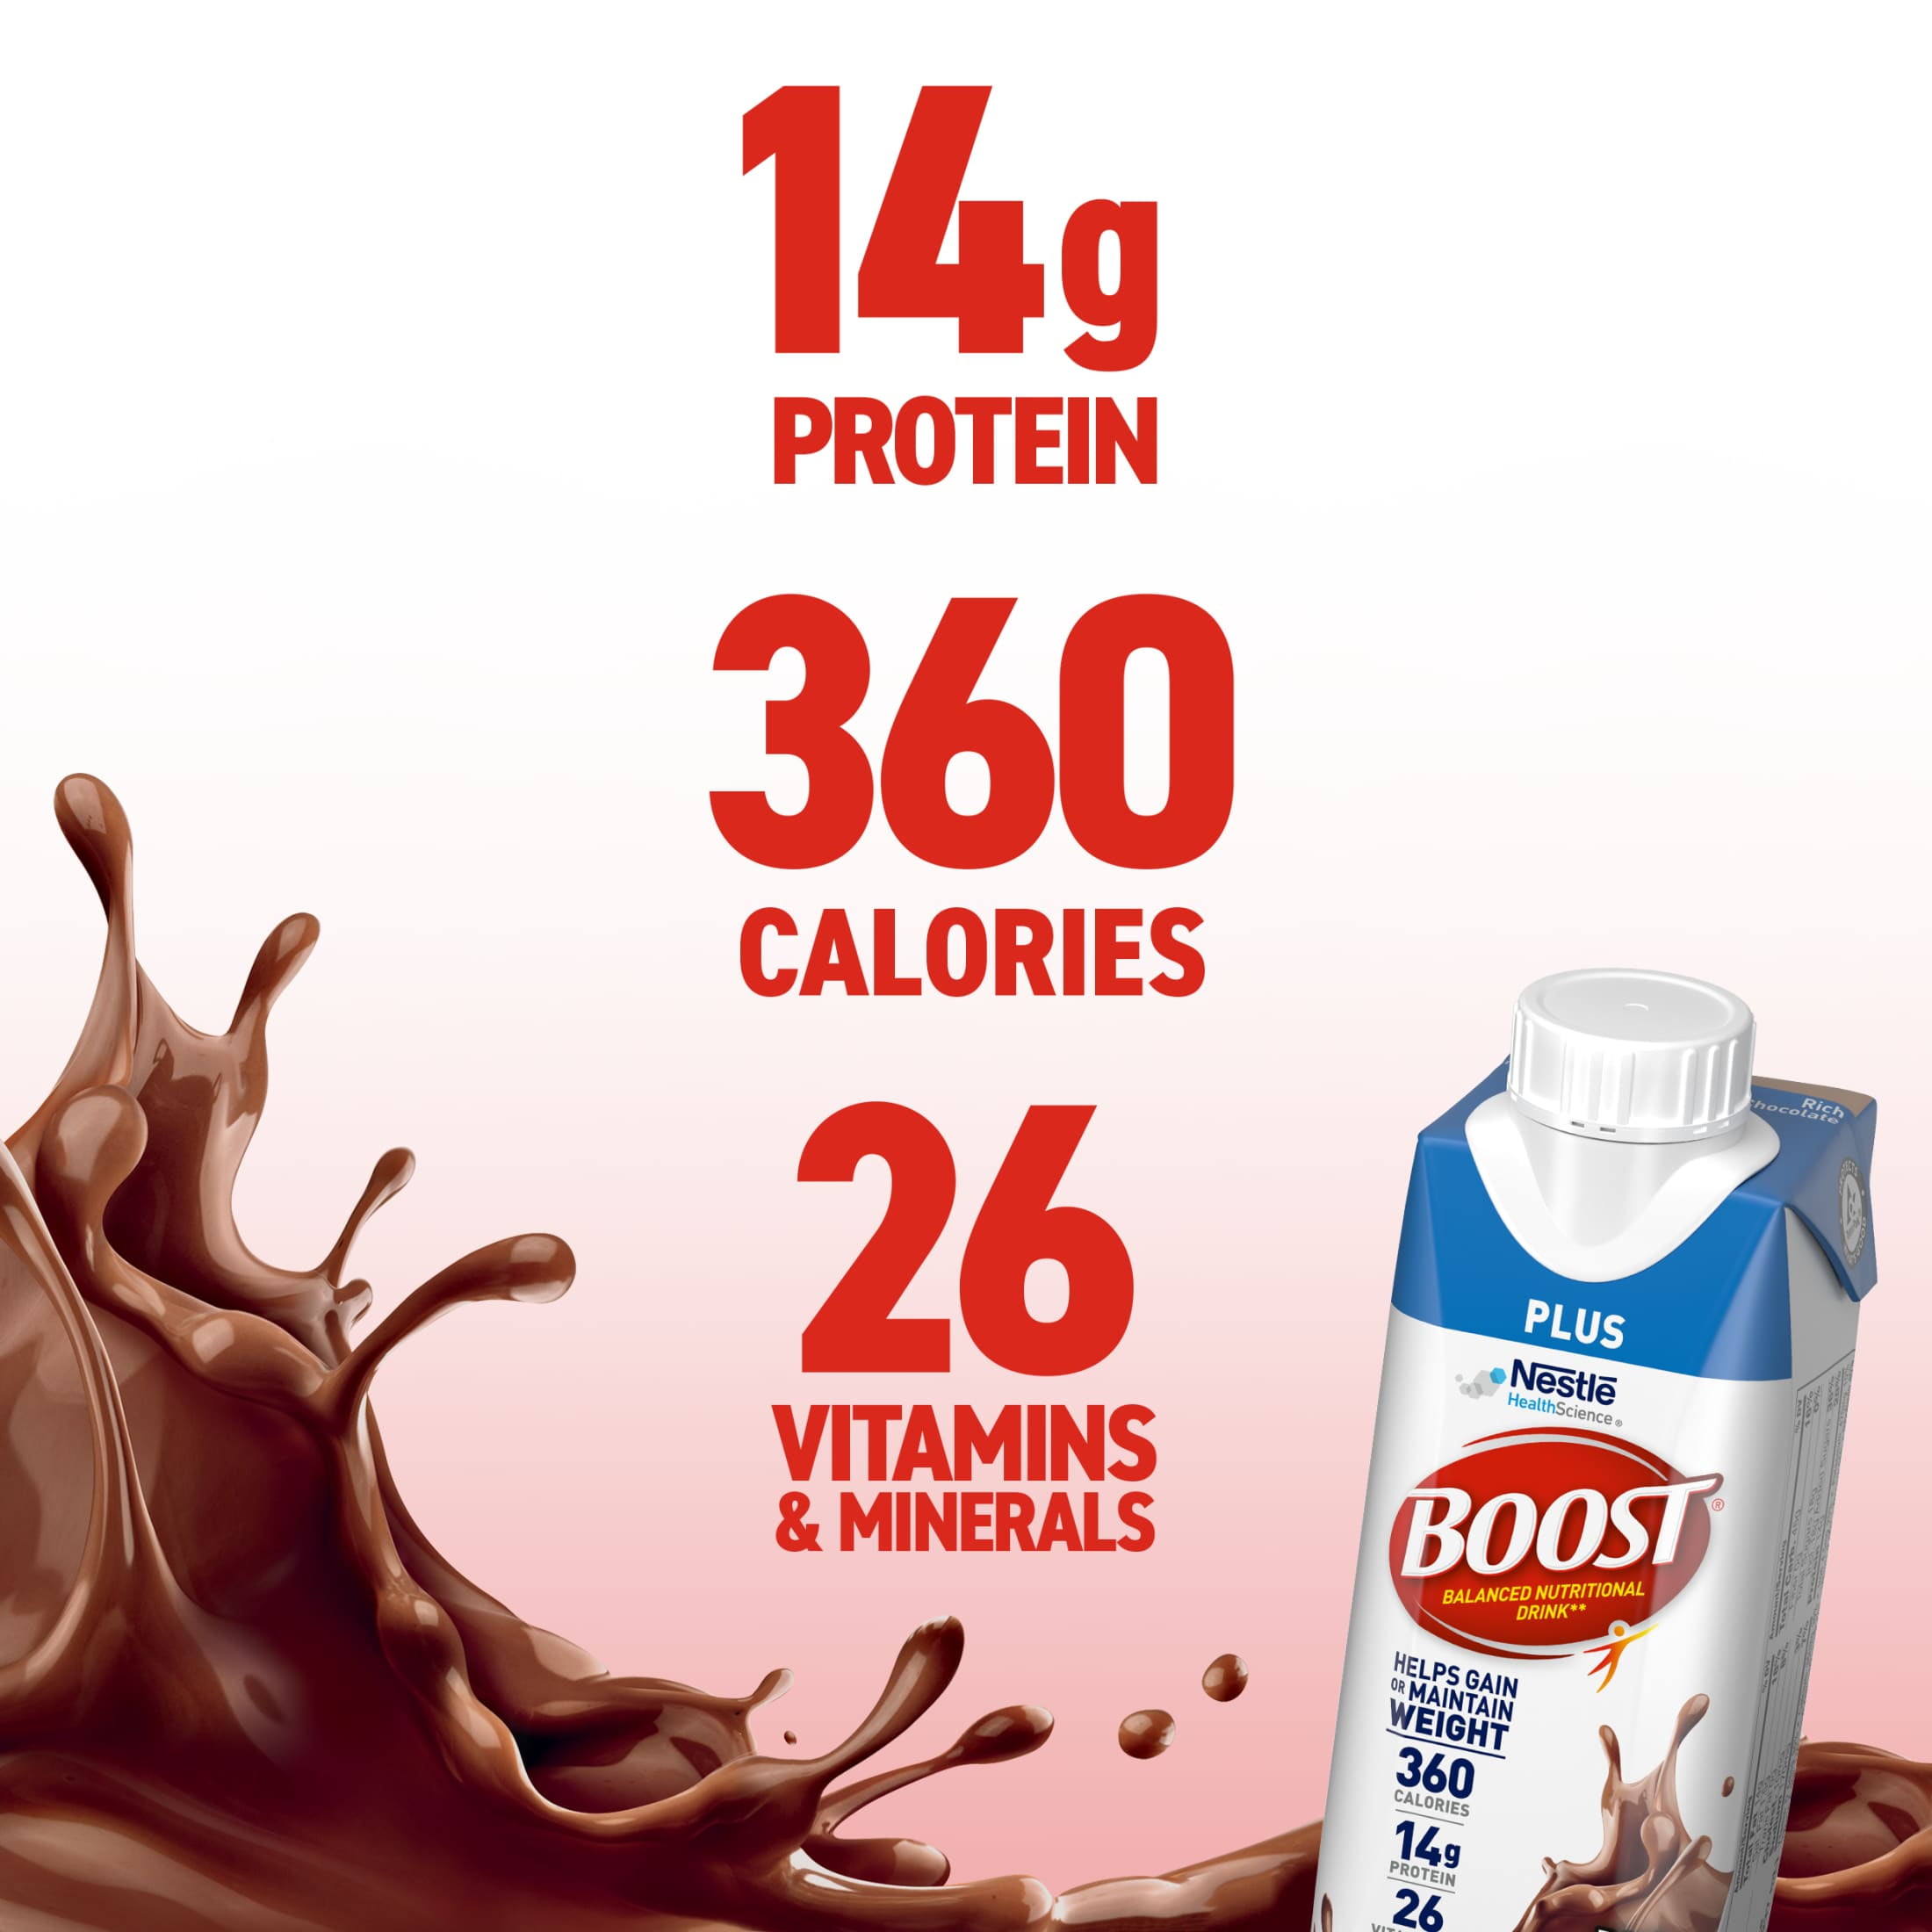 14g
PROTEIN
360
CALORIES
26
VITAMINS
& MINERALS
Rich
Chocolate
PLUS
Nestlē
HealthScience®
BOOST®
BALANCED NUTRITIONAL
DRINK**
HELPS GAIN
OR MAINTAIN
WEIGHT
360
CALORIES
14g
PROTEIN
26